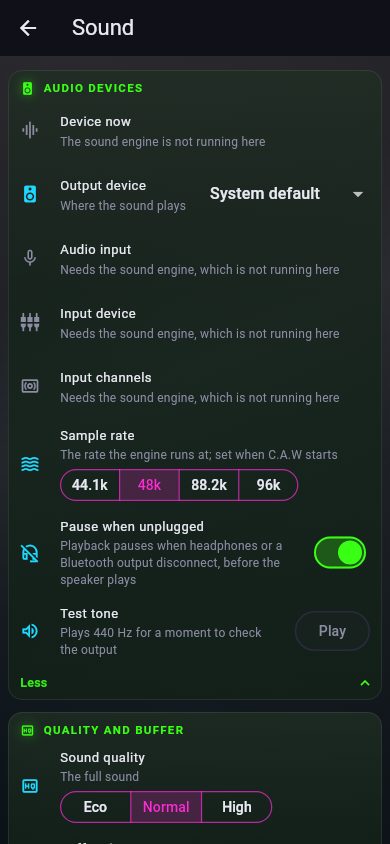 Sound
AUDIO DEVICES
Device now
The sound engine is not running here
Output device
Where the sound plays
System default
Audio input
Needs the sound engine, which is not running here
Input device
Needs the sound engine, which is not running here
Input channels
Needs the sound engine, which is not running here
Sample rate
The rate the engine runs at; set when C.A.W starts
44.1k 48k 88.2k 96k
Pause when unplugged
Playback pauses when headphones or a
Bluetooth output disconnect, before the
speaker plays
Test tone
Plays 440 Hz for a moment to check
the output
Play
Less
QUALITY AND BUFFER
Sound quality
The full sound
Eco Normal High